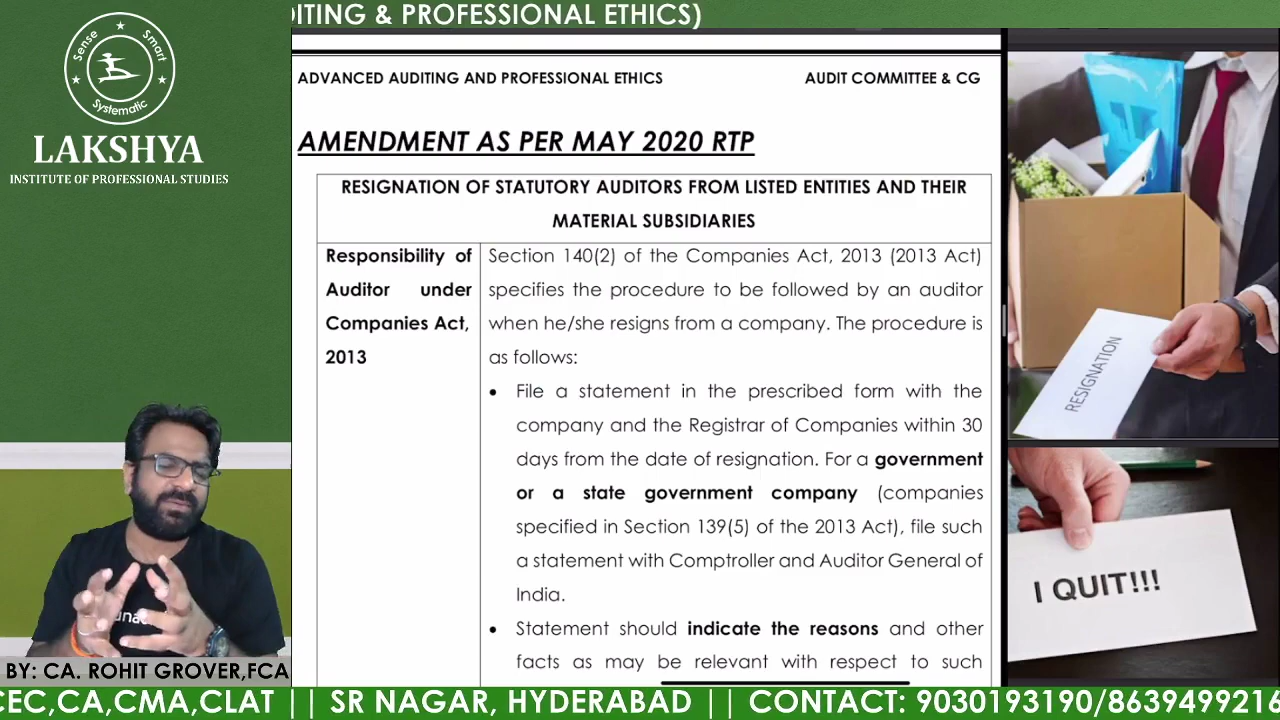 DITING & PROFESSIONAL ETHICS)
Sense
Smart
Systematic
LAKSHYA
INSTITUTE OF PROFESSIONAL STUDIES
ADVANCED AUDITING AND PROFESSIONAL ETHICS
AUDIT COMMITTEE & CG
AMENDMENT AS PER MAY 2020 RTP
RESIGNATION OF STATUTORY AUDITORS FROM LISTED ENTITIES AND THEIR
MATERIAL SUBSIDIARIES
Responsibility of
Auditor under
Companies Act,
2013
Section 140(2) of the Companies Act, 2013 (2013 Act)
specifies the procedure to be followed by an auditor
when he/she resigns from a company. The procedure is
as follows:
• File a statement in the prescribed form with the
company and the Registrar of Companies within 30
days from the date of resignation. For a government
or a state government company (companies
specified in Section 139(5) of the 2013 Act), file such
a statement with Comptroller and Auditor General of
India.
• Statement should indicate the reasons and other
facts as may be relevant with respect to such
RESIGNATION
I QUIT!!!
BY: CA. ROHIT GROVER,FCA
CEC,CA,CMA,CLAT || SR NAGAR, HYDERABAD || CONTACT: 9030193190/8639499216